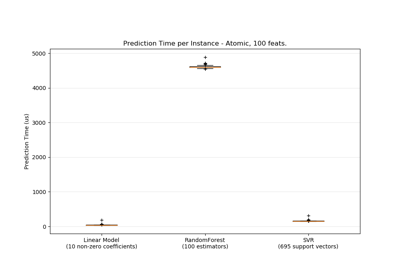 Prediction Time per Instance - Atomic, 100 feats.
5000
4000
3000
2000
1000
0
Prediction Time (us)
Linear Model
(10 non-zero coefficients)
RandomForest
(100 estimators)
SVR
(695 support vectors)